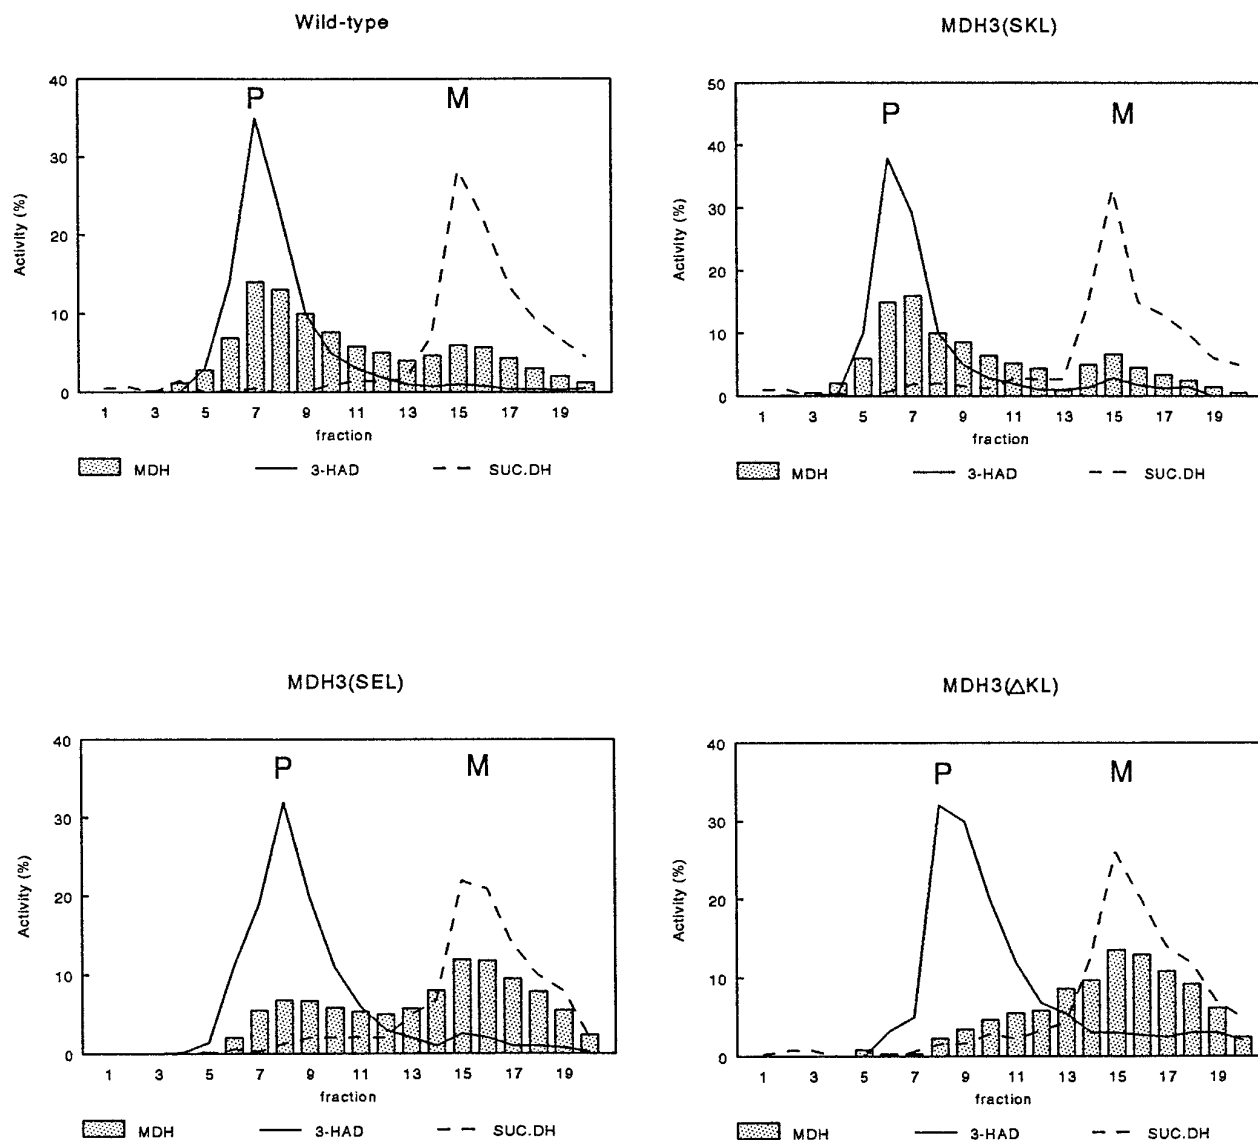 Wild-type
40
30
20
10
0
Activity (%)
P
M
1 3 5 7 9 11 13 15 17 19
fraction
MDH 3-HAD SUC.DH
MDH3(SKL)
50
40
30
20
10
0
Activity (%)
P
M
1 3 5 7 9 11 13 15 17 19
fraction
MDH 3-HAD SUC.DH
MDH3(SEL)
40
30
20
10
0
Activity (%)
P
M
1 3 5 7 9 11 13 15 17 19
fraction
MDH 3-HAD SUC.DH
MDH3(△KL)
40
30
20
10
0
Activity (%)
P
M
1 3 5 7 9 11 13 15 17 19
fraction
MDH 3-HAD SUC.DH